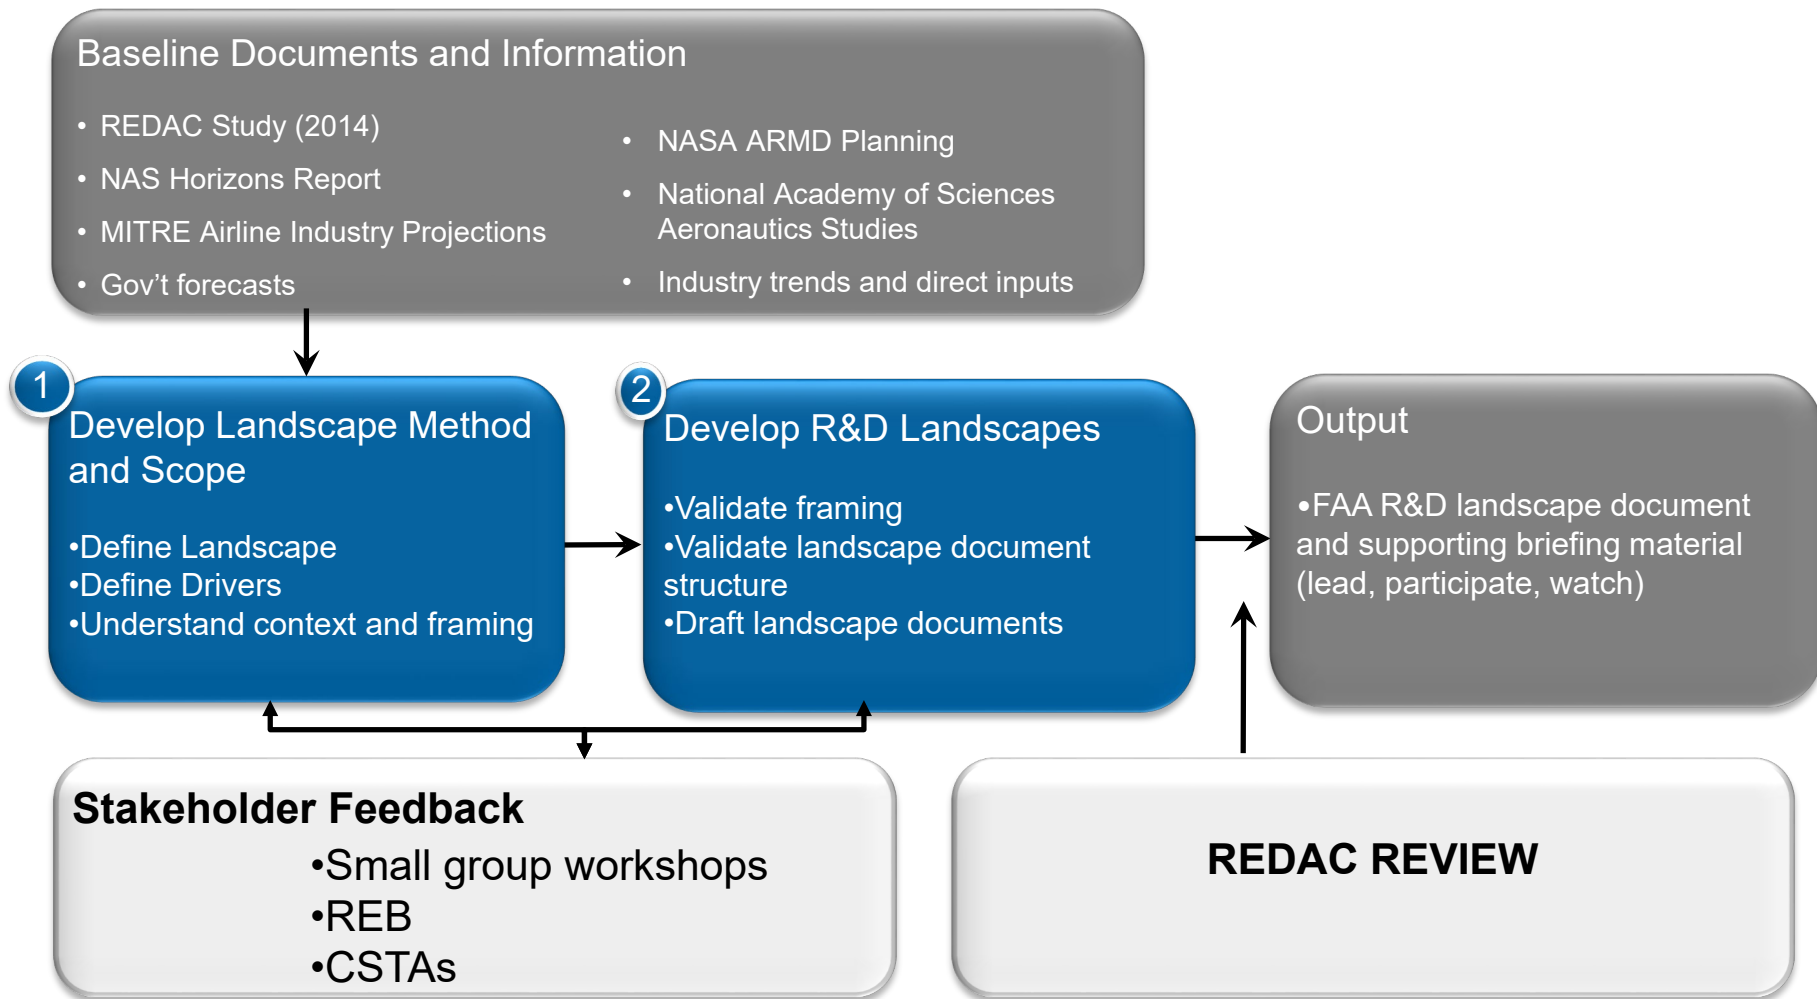 Baseline Documents and Information
• REDAC Study (2014)
• NAS Horizons Report
• MITRE Airline Industry Projections
• Gov’t forecasts
• NASA ARMD Planning
• National Academy of Sciences
Aeronautics Studies
• Industry trends and direct inputs
1
Develop Landscape Method
and Scope
•Define Landscape
•Define Drivers
•Understand context and framing
2
Develop R&D Landscapes
•Validate framing
•Validate landscape document
structure
•Draft landscape documents
Output
•FAA R&D landscape document
and supporting briefing material
(lead, participate, watch)
Stakeholder Feedback
•Small group workshops
•REB
•CSTAs
REDAC REVIEW